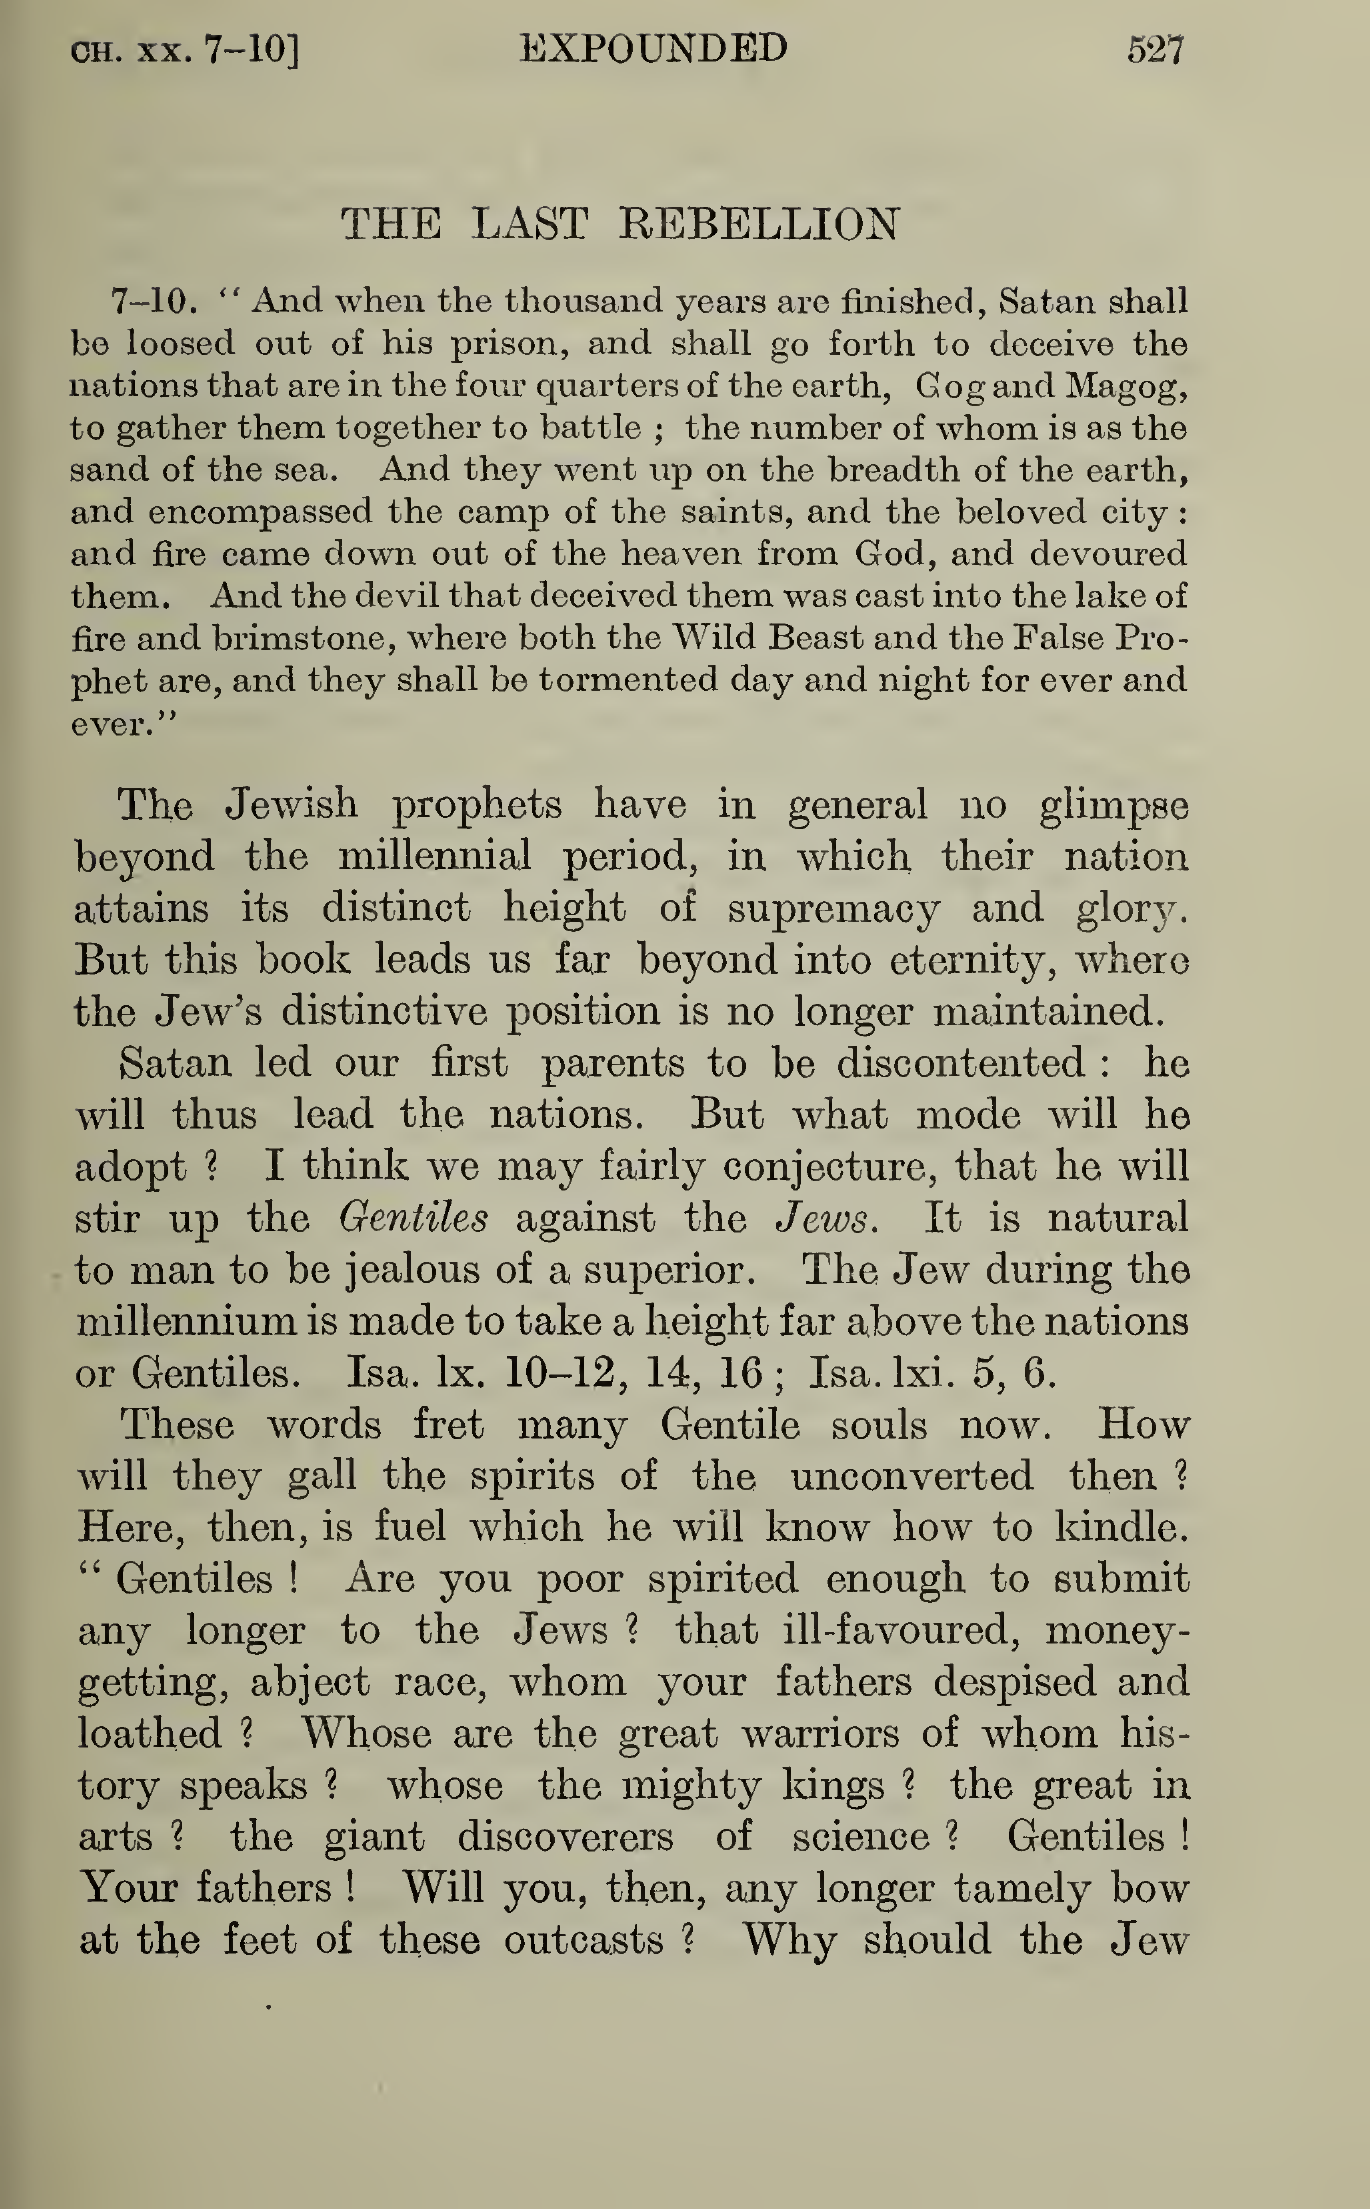 CH. XX. 7–10] EXPOUNDED 527
THE LAST REBELLION
7–10. “ And when the thousand years are finished, Satan shall
be loosed out of his prison, and shall go forth to deceive the
nations that are in the four quarters of the earth, Gog and Magog,
to gather them together to battle ; the number of whom is as the
sand of the sea. And they went up on the breadth of the earth,
and encompassed the camp of the saints, and the beloved city :
and fire came down out of the heaven from God, and devoured
them. And the devil that deceived them was cast into the lake of
fire and brimstone, where both the Wild Beast and the False Pro-
phet are, and they shall be tormented day and night for ever and
ever.”
The Jewish prophets have in general no glimpse
beyond the millennial period, in which their nation
attains its distinct height of supremacy and glory.
But this book leads us far beyond into eternity, where
the Jew’s distinctive position is no longer maintained.
Satan led our first parents to be discontented : he
will thus lead the nations. But what mode will he
adopt ? I think we may fairly conjecture, that he will
stir up the Gentiles against the Jews. It is natural
to man to be jealous of a superior. The Jew during the
millennium is made to take a height far above the nations
or Gentiles. Isa. lx. 10–12, 14, 16 ; Isa. lxi. 5, 6.
These words fret many Gentile souls now. How
will they gall the spirits of the unconverted then ?
Here, then, is fuel which he will know how to kindle.
“ Gentiles ! Are you poor spirited enough to submit
any longer to the Jews ? that ill-favoured, money-
getting, abject race, whom your fathers despised and
loathed ? Whose are the great warriors of whom his-
tory speaks ? whose the mighty kings ? the great in
arts ? the giant discoverers of science ? Gentiles !
Your fathers ! Will you, then, any longer tamely bow
at the feet of these outcasts ? Why should the Jew